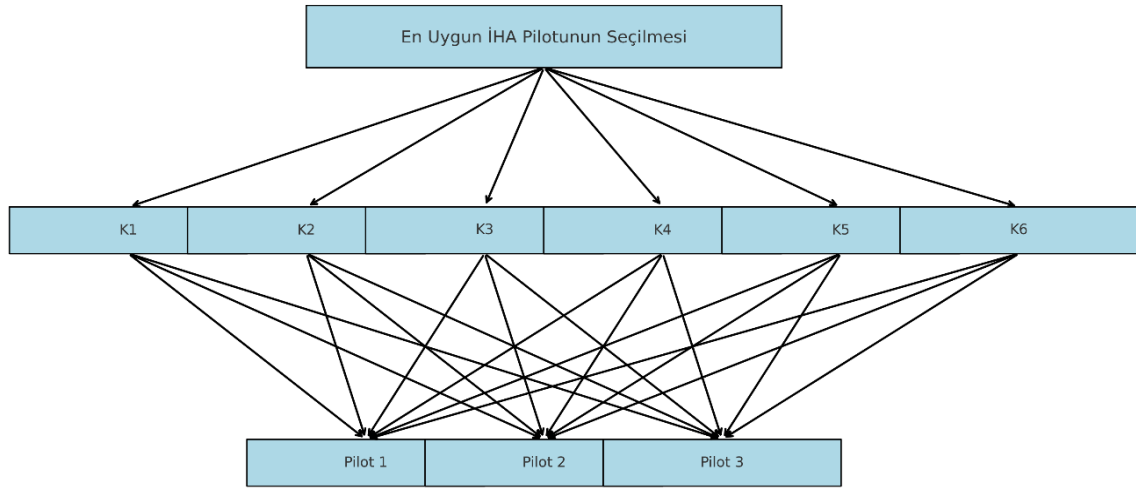 En Uygun İHA Pilotunun Seçilmesi
K1
K2
K3
K4
K5
K6
Pilot 1
Pilot 2
Pilot 3